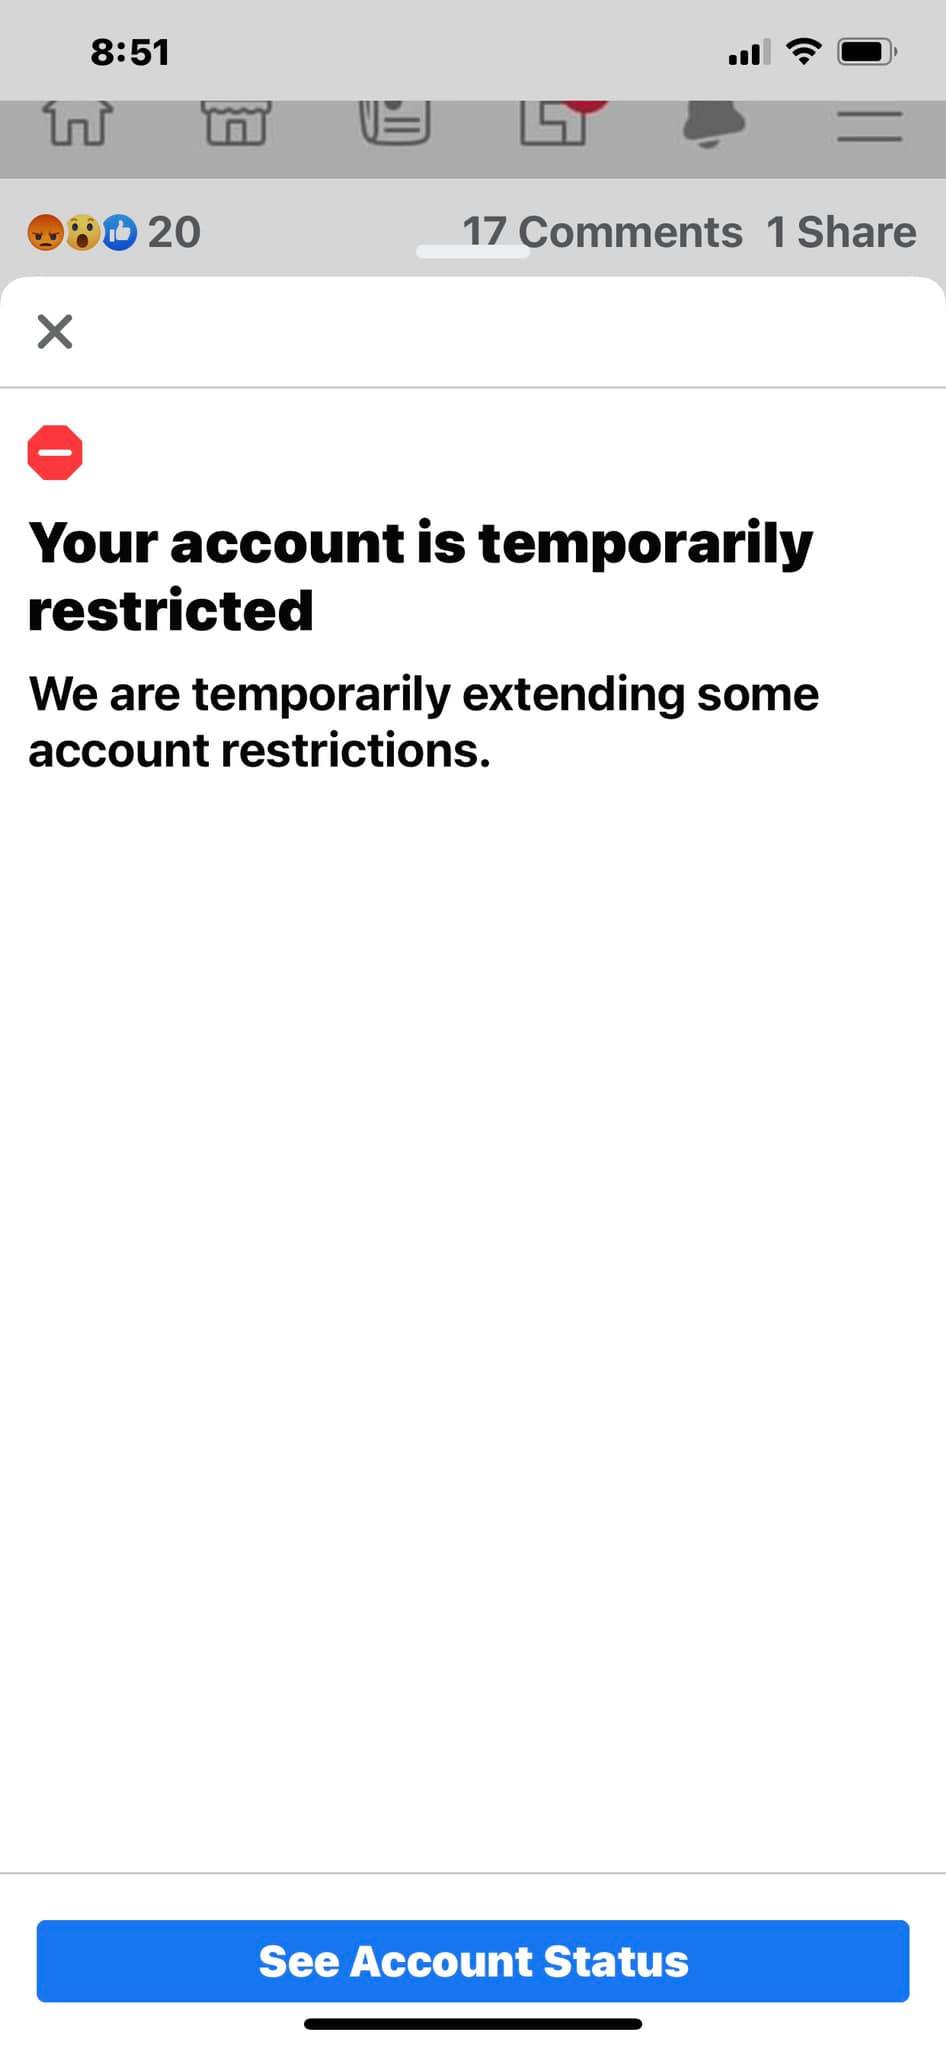 8:51
20 17 Comments 1 Share
Your account is temporarily
restricted
We are temporarily extending some
account restrictions.
See Account Status